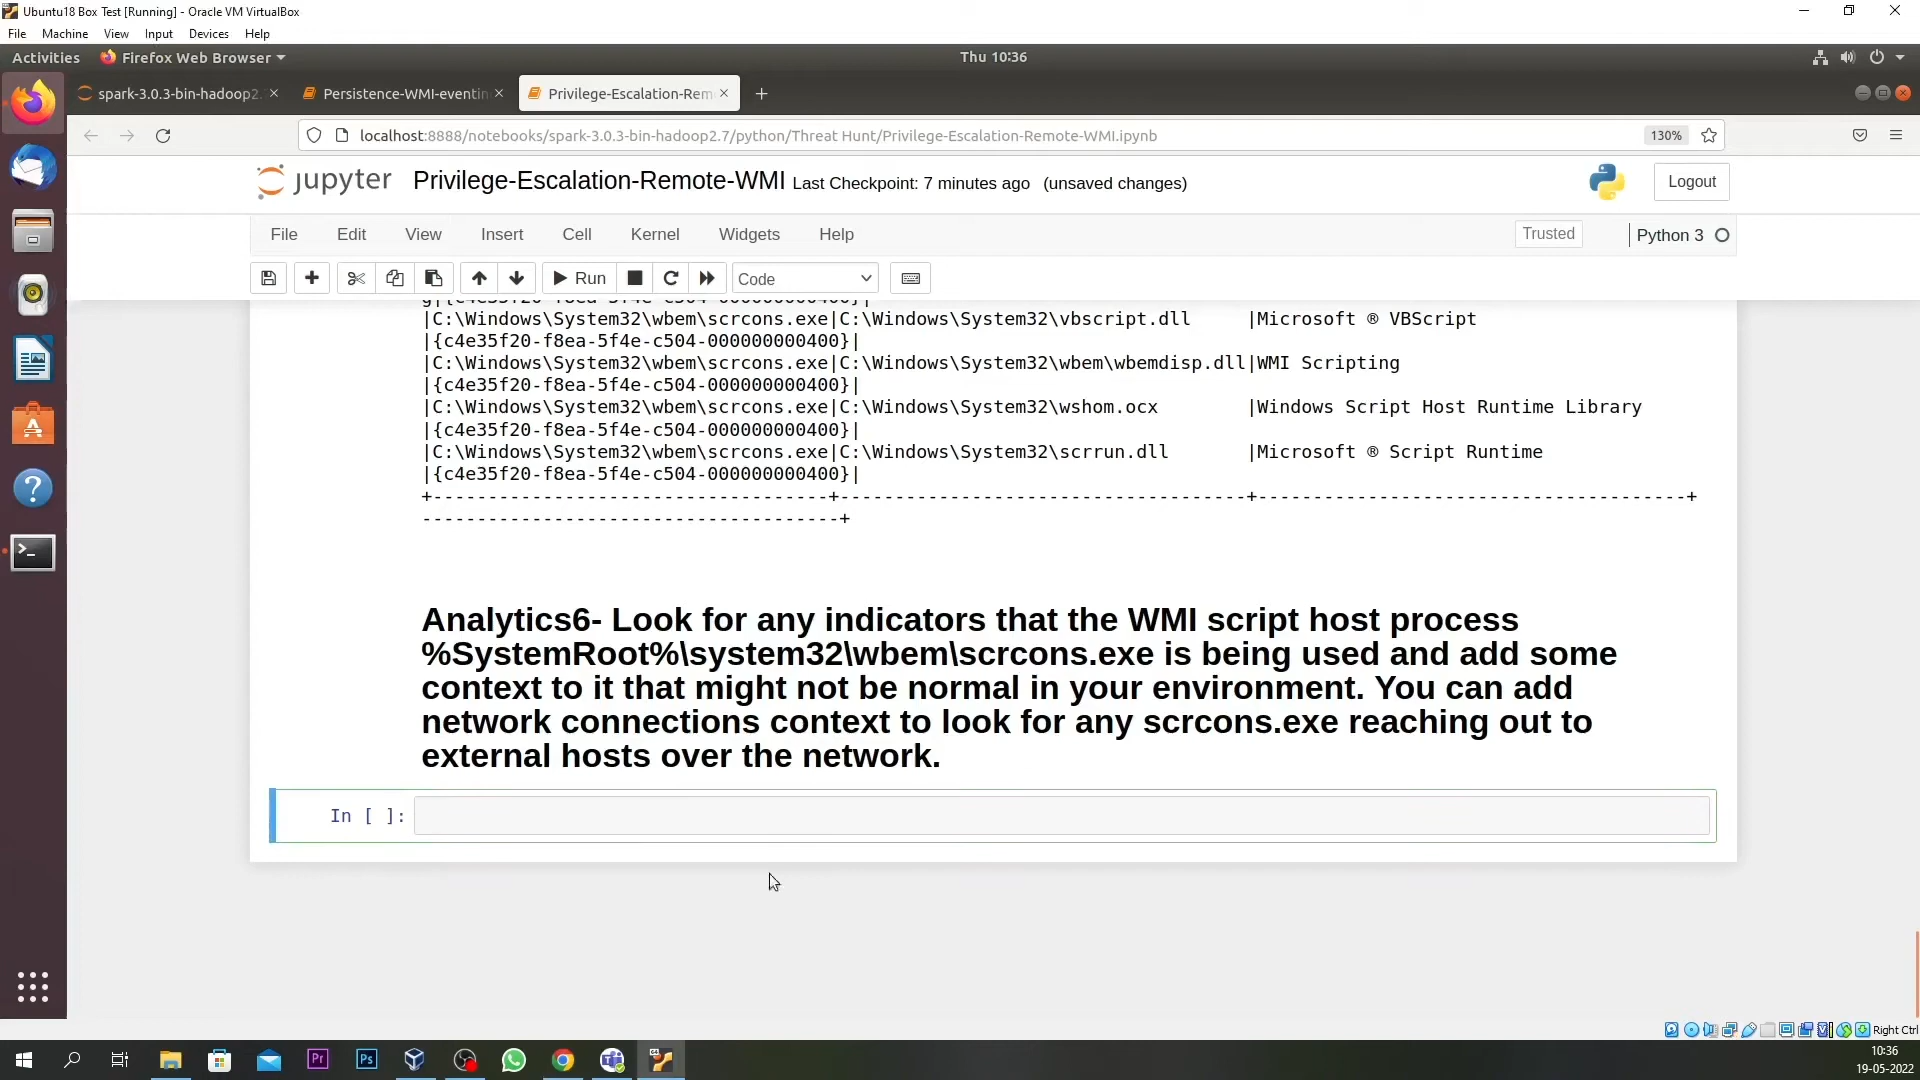 Ubuntu18 Box Test [Running] - Oracle VM VirtualBox
File Machine View Input Devices Help
Activities Firefox Web Browser Thu 10:36
spark-3.0.3-bin-hadoop2. Persistence-WMI-eventin Privilege-Escalation-Rem
localhost:8888/notebooks/spark-3.0.3-bin-hadoop2.7/python/Threat Hunt/Privilege-Escalation-Remote-WMI.ipynb 130%
jupyter Privilege-Escalation-Remote-WMI Last Checkpoint: 7 minutes ago (unsaved changes) Logout
File Edit View Insert Cell Kernel Widgets Help Trusted Python 3
Run Code
g|{c4e35f20-f8ea-5f4e-c504-000000000400}|
|C:\Windows\System32\wbem\scrcons.exe|C:\Windows\System32\vbscript.dll |Microsoft ® VBScript
|{c4e35f20-f8ea-5f4e-c504-000000000400}|
|C:\Windows\System32\wbem\scrcons.exe|C:\Windows\System32\wbem\wbemdisp.dll|WMI Scripting
|{c4e35f20-f8ea-5f4e-c504-000000000400}|
|C:\Windows\System32\wbem\scrcons.exe|C:\Windows\System32\wshom.ocx |Windows Script Host Runtime Library
|{c4e35f20-f8ea-5f4e-c504-000000000400}|
|C:\Windows\System32\wbem\scrcons.exe|C:\Windows\System32\scrrun.dll |Microsoft ® Script Runtime
|{c4e35f20-f8ea-5f4e-c504-000000000400}|
+------------------------------------+-------------------------------------+---------------------------------------+
--------------------------------------+
Analytics6- Look for any indicators that the WMI script host process
%SystemRoot%\system32\wbem\scrcons.exe is being used and add some
context to it that might not be normal in your environment. You can add
network connections context to look for any scrcons.exe reaching out to
external hosts over the network.
In [ ]:
Right Ctrl
Pr Ps
10:36
19-05-2022